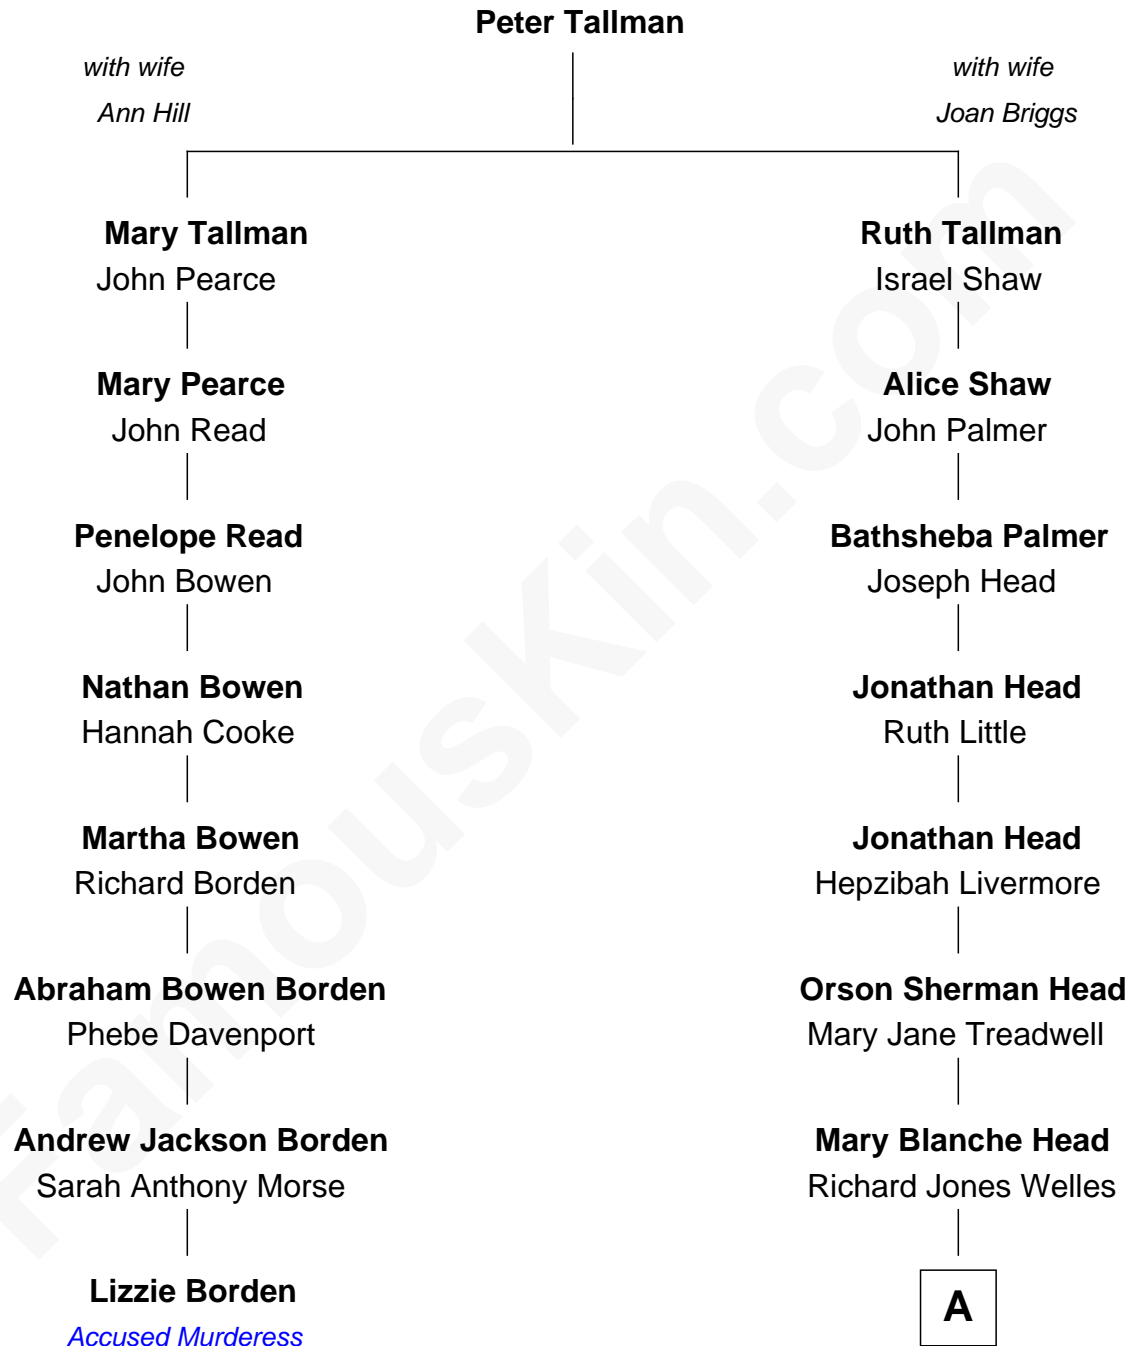 Peter Tallman
with wife
Ann Hill
with wife
Joan Briggs
Mary Tallman
John Pearce
Ruth Tallman
Israel Shaw
Mary Pearce
John Read
Alice Shaw
John Palmer
Penelope Read
John Bowen
Bathsheba Palmer
Joseph Head
Nathan Bowen
Hannah Cooke
Jonathan Head
Ruth Little
Martha Bowen
Richard Borden
Jonathan Head
Hepzibah Livermore
Abraham Bowen Borden
Phebe Davenport
Orson Sherman Head
Mary Jane Treadwell
Andrew Jackson Borden
Sarah Anthony Morse
Mary Blanche Head
Richard Jones Welles
Lizzie Borden
Accused Murderess
A
FamousKin.com